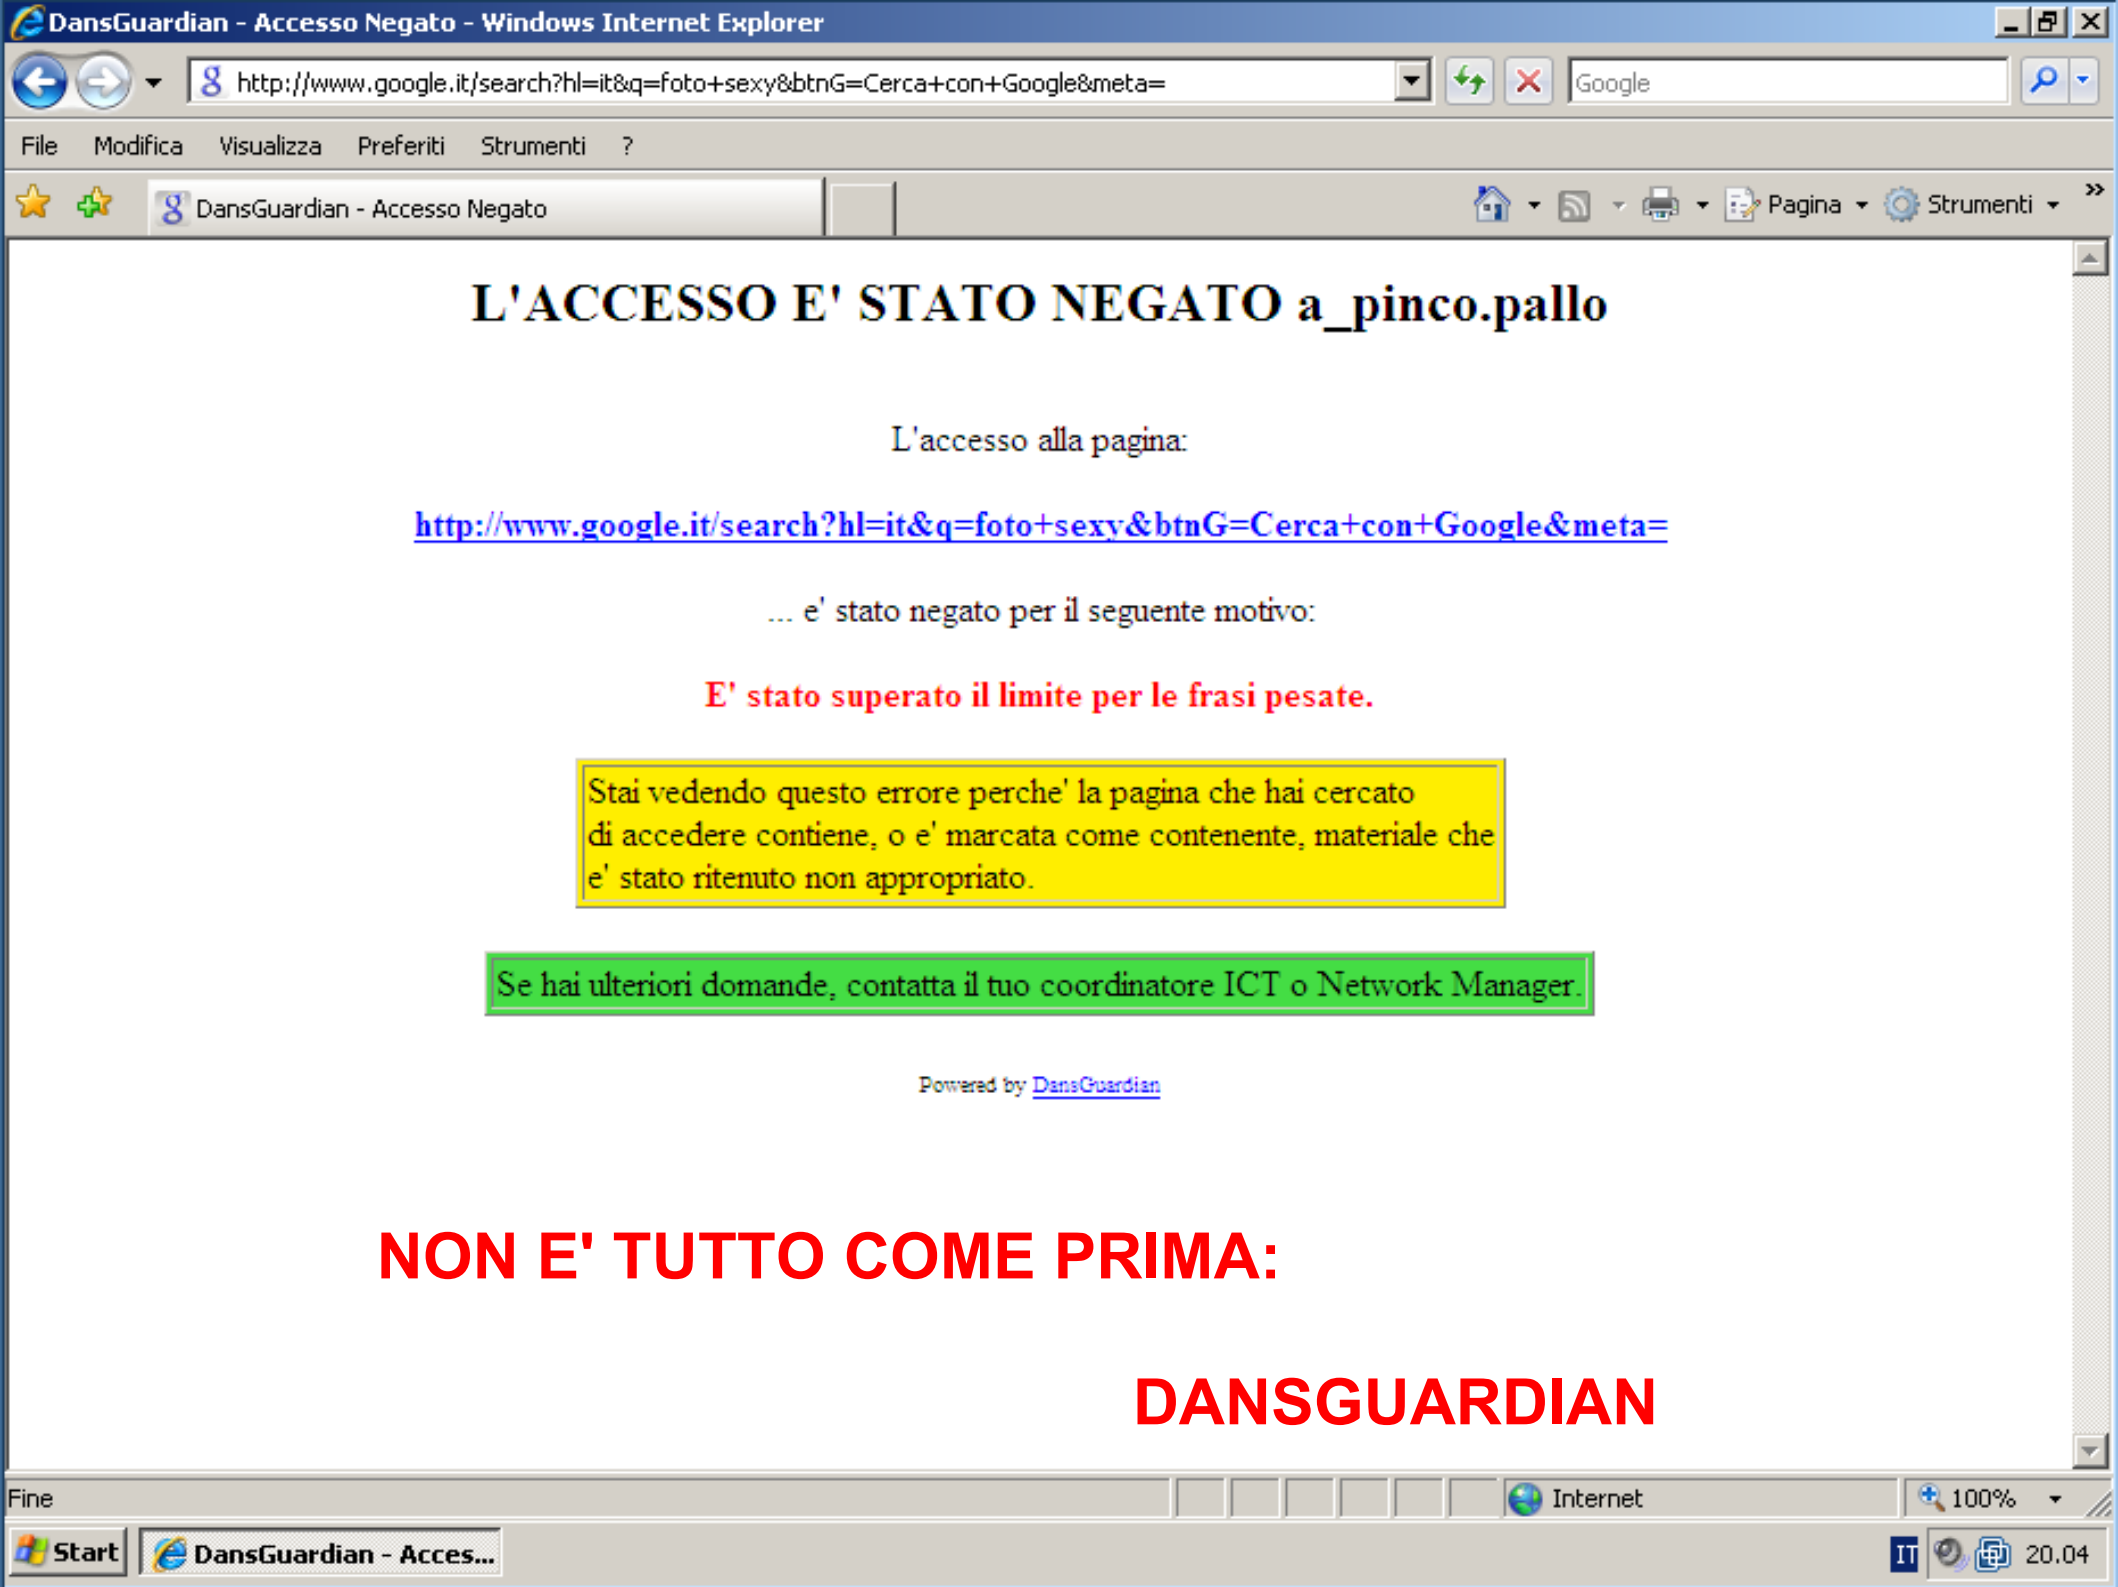 DansGuardian - Accesso Negato - Windows Internet Explorer
http://www.google.it/search?hl=it&q=foto+sexy&btnG=Cerca+con+Google&meta=
Google
File Modifica Visualizza Preferiti Strumenti ?
DansGuardian - Accesso Negato
Pagina Strumenti »
L'ACCESSO E' STATO NEGATO a_pinco.pallo
L'accesso alla pagina:
http://www.google.it/search?hl=it&q=foto+sexy&btnG=Cerca+con+Google&meta=
... e' stato negato per il seguente motivo:
E' stato superato il limite per le frasi pesate.
Stai vedendo questo errore perche' la pagina che hai cercato
di accedere contiene, o e' marcata come contenente, materiale che
e' stato ritenuto non appropriato.
Se hai ulteriori domande, contatta il tuo coordinatore ICT o Network Manager.
Powered by DansGuardian
NON E' TUTTO COME PRIMA:
DANSGUARDIAN
Fine
Internet
100%
Start
DansGuardian - Acces...
IT
20.04